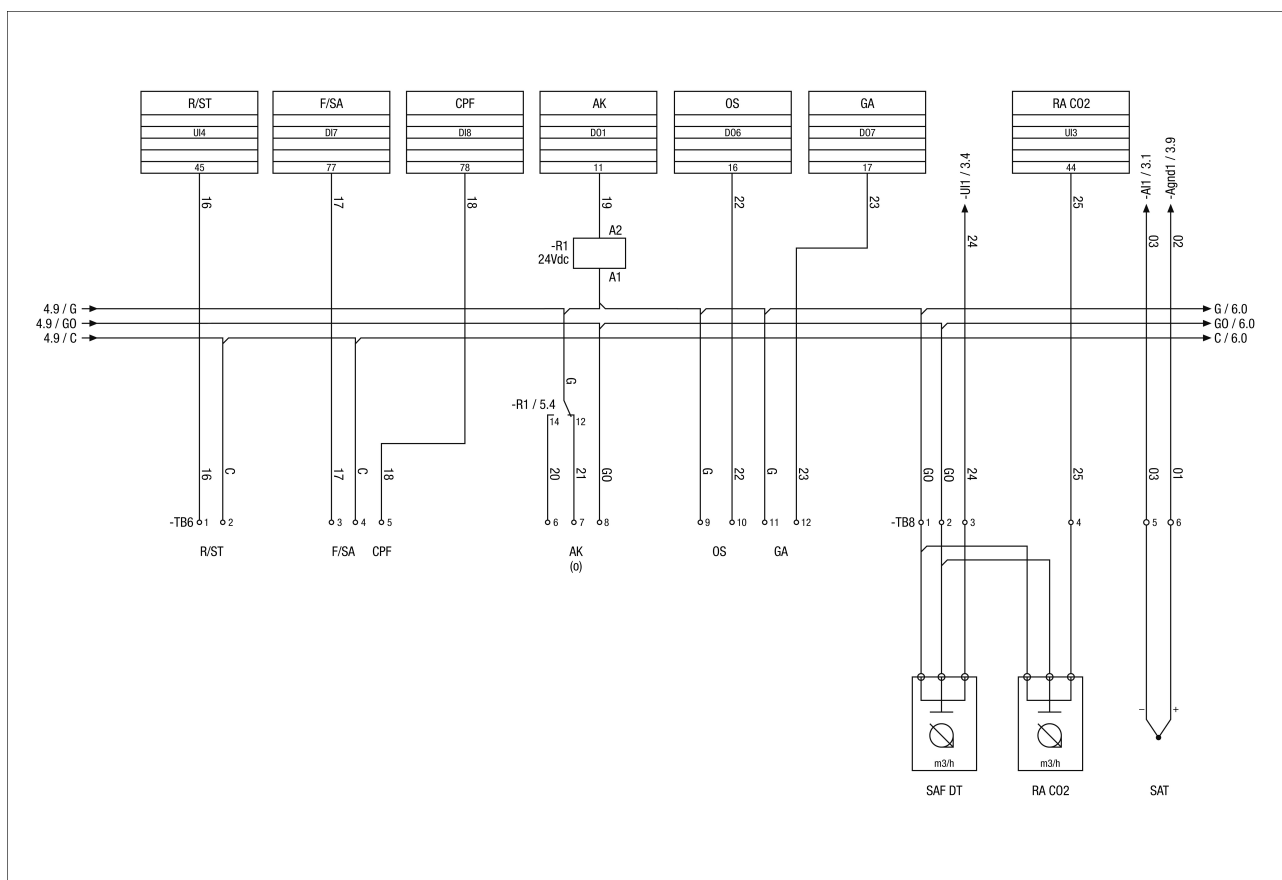 R/ST
F/SA
CPF
AK
OS
GA
RA CO2
UI4
DI7
DI8
DO1
DO6
DO7
UI3
45
77
78
11
16
17
44
-UI1 / 3.4
-AI1 / 3.1
-Agnd1 / 3.9
16
17
18
19
22
23
24
25
03
02
A2
-R1
24Vdc
A1
4.9 / G
4.9 / GO
4.9 / C
G / 6.0
GO / 6.0
C / 6.0
G
-R1 / 5.4
14
12
16
C
17
C
18
20
21
GO
G
22
G
23
GO
GO
24
25
03
01
-TB6
1
2
3
4
5
6
7
8
9
10
11
12
-TB8
1
2
3
4
5
6
R/ST
F/SA
CPF
AK
(o)
OS
GA
–
+
m3/h
m3/h
SAF DT
RA CO2
SAT